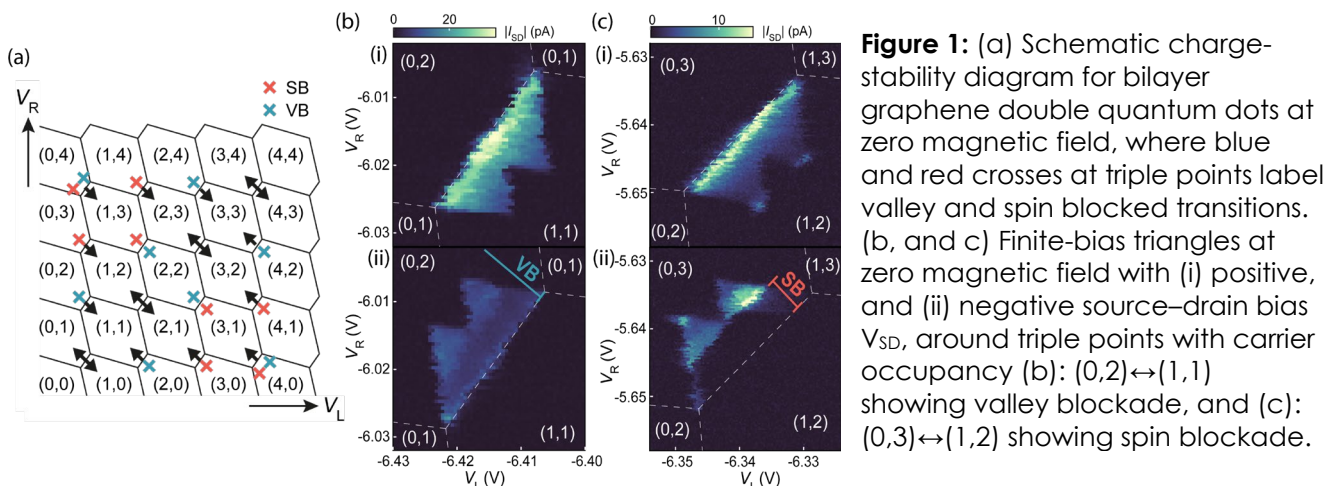 (a)
V_R
SB
VB
(0,4) (1,4) (2,4) (3,4) (4,4)
(0,3) (1,3) (2,3) (3,3) (4,3)
(0,2) (1,2) (2,2) (3,2) (4,2)
(0,1) (1,1) (2,1) (3,1) (4,1)
(0,0) (1,0) (2,0) (3,0) (4,0)
V_L
(b)
0 20
|I_SD| (pA)
(i)
(0,2) (0,1)
-6.01
-6.02
-6.03
V_R (V)
(0,1) (1,1)
(ii)
(0,2) VB (0,1)
-6.01
-6.02
-6.03
V_R (V)
(0,1) (1,1)
-6.43 -6.42 -6.41 -6.40
V_L (V)
(c)
0 10
|I_SD| (pA)
(i)
(0,3) (1,3)
-5.63
-5.64
-5.65
V_R (V)
(0,2) (1,2)
(ii)
(0,3) SB (1,3)
-5.63
-5.64
-5.65
V_R (V)
(0,2) (1,2)
-6.35 -6.34 -6.33
V_L (V)
Figure 1: (a) Schematic charge-
stability diagram for bilayer
graphene double quantum dots at
zero magnetic field, where blue
and red crosses at triple points label
valley and spin blocked transitions.
(b, and c) Finite-bias triangles at
zero magnetic field with (i) positive,
and (ii) negative source–drain bias
V_SD, around triple points with carrier
occupancy (b): (0,2)↔(1,1)
showing valley blockade, and (c):
(0,3)↔(1,2) showing spin blockade.